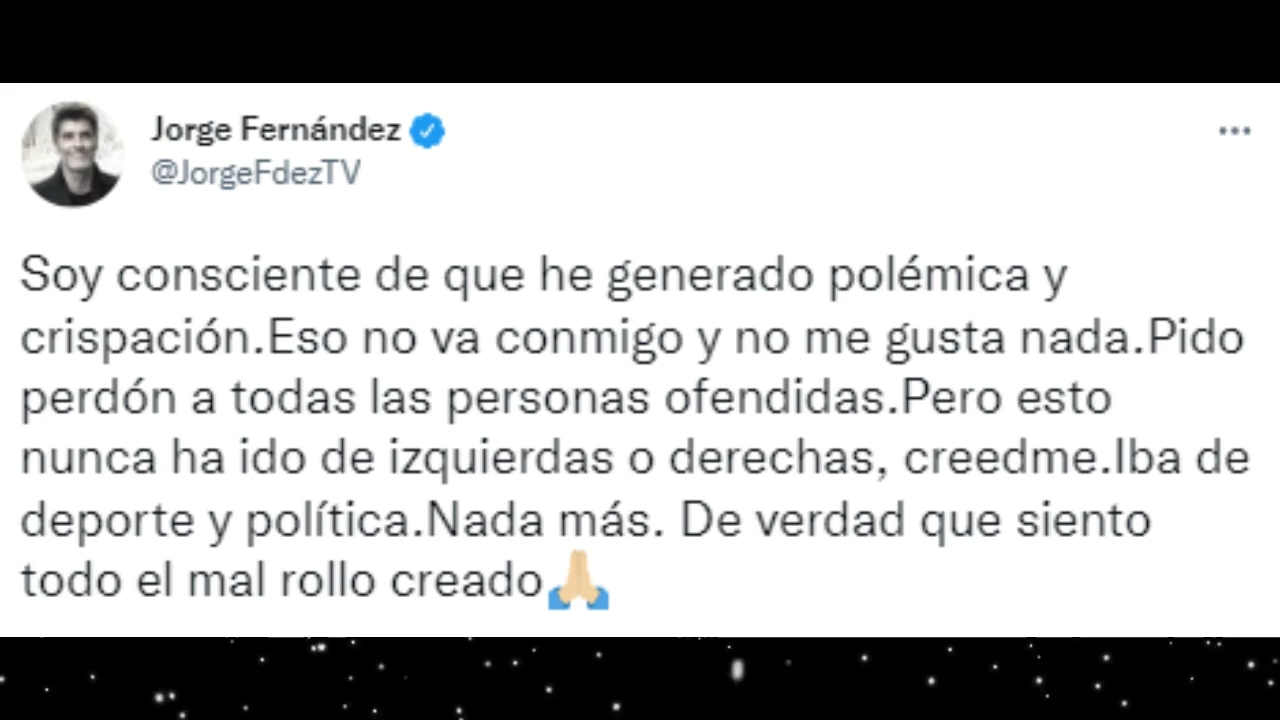 Jorge Fernández
@JorgeFdezTV
Soy consciente de que he generado polémica y
crispación.Eso no va conmigo y no me gusta nada.Pido
perdón a todas las personas ofendidas.Pero esto
nunca ha ido de izquierdas o derechas, creedme.Iba de
deporte y política.Nada más. De verdad que siento
todo el mal rollo creado🙏🏼